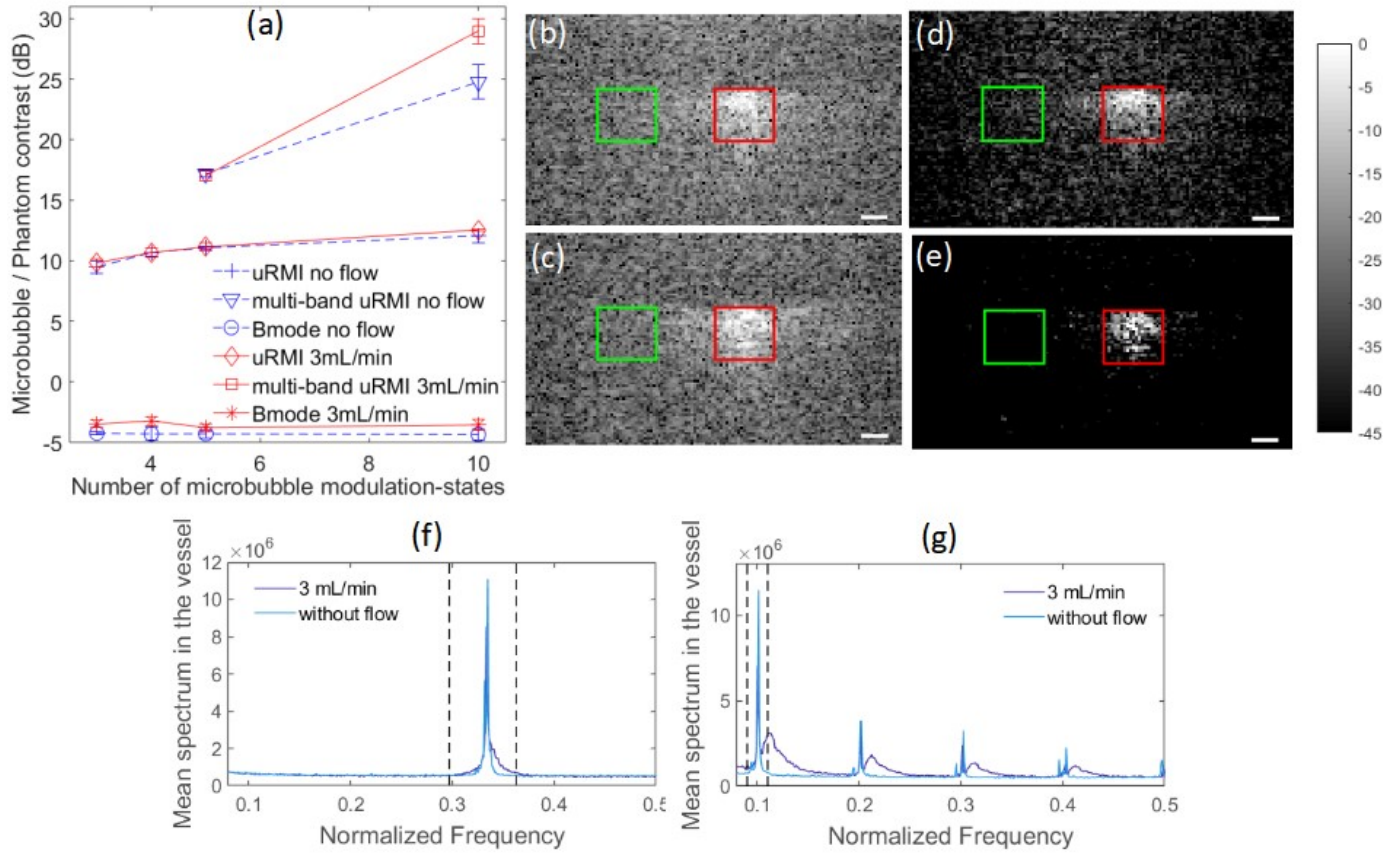 (a)
Microbubble / Phantom contrast (dB)
30
25
20
15
10
5
0
-5
uRMI no flow
multi-band uRMI no flow
Bmode no flow
uRMI 3mL/min
multi-band uRMI 3mL/min
Bmode 3mL/min
4
6
8
10
Number of microbubble modulation-states
(b)
(d)
(c)
(e)
0
-5
-10
-15
-20
-25
-30
-35
-40
-45
(f)
Mean spectrum in the vessel
×10⁶
12
10
8
6
4
2
0
3 mL/min
without flow
0.1
0.2
0.3
0.4
0.5
Normalized Frequency
(g)
Mean spectrum in the vessel
×10⁶
10
5
0
3 mL/min
without flow
0.1
0.2
0.3
0.4
0.5
Normalized Frequency